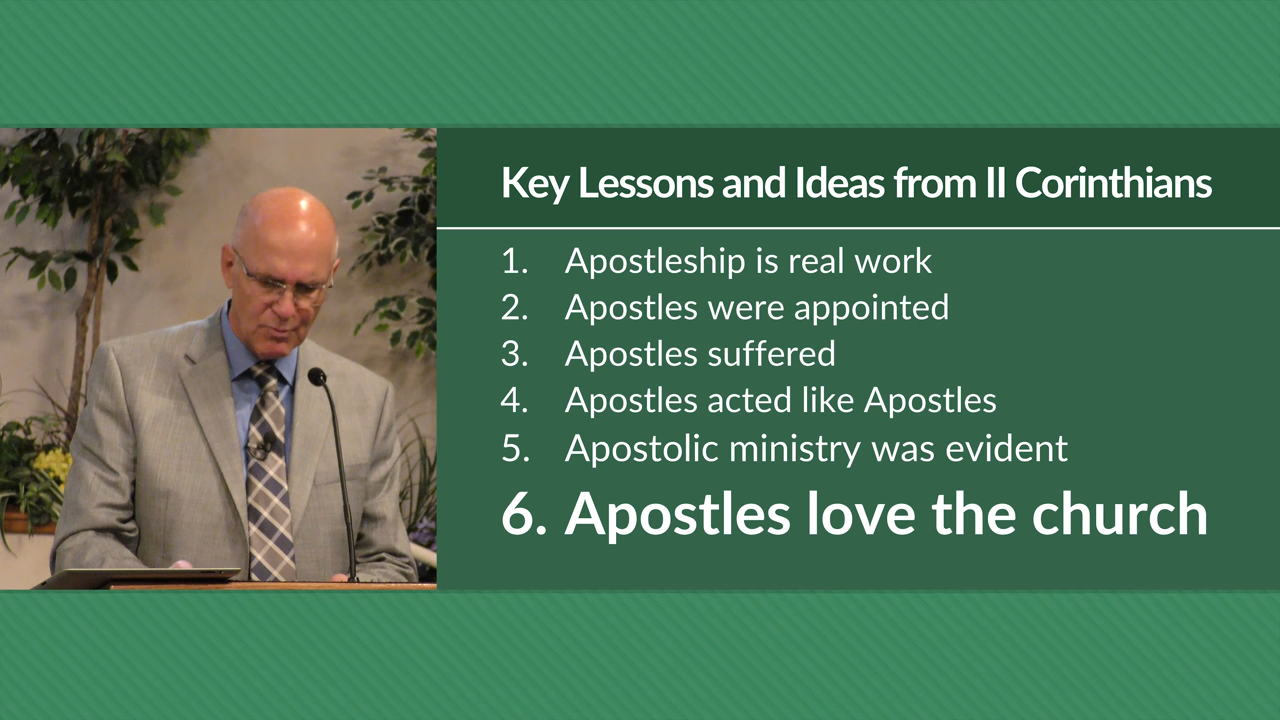 Key Lessons and Ideas from II Corinthians
1. Apostleship is real work
2. Apostles were appointed
3. Apostles suffered
4. Apostles acted like Apostles
5. Apostolic ministry was evident
6. Apostles love the church